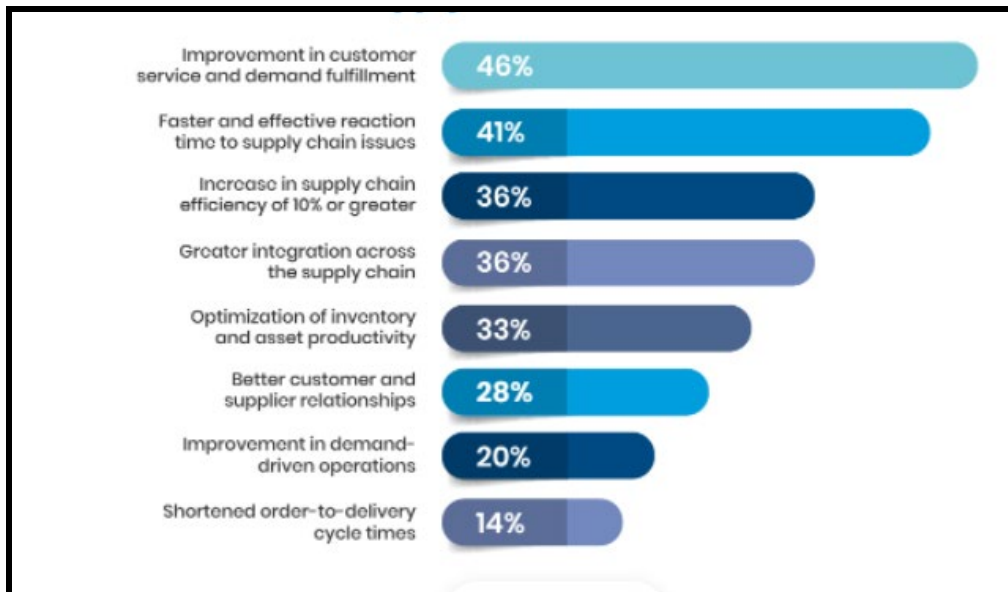 Improvement in customer
service and demand fulfillment
46%
Faster and effective reaction
time to supply chain issues
41%
Increase in supply chain
efficiency of 10% or greater
36%
Greater integration across
the supply chain
36%
Optimization of inventory
and asset productivity
33%
Better customer and
supplier relationships
28%
Improvement in demand-
driven operations
20%
Shortened order-to-delivery
cycle times
14%